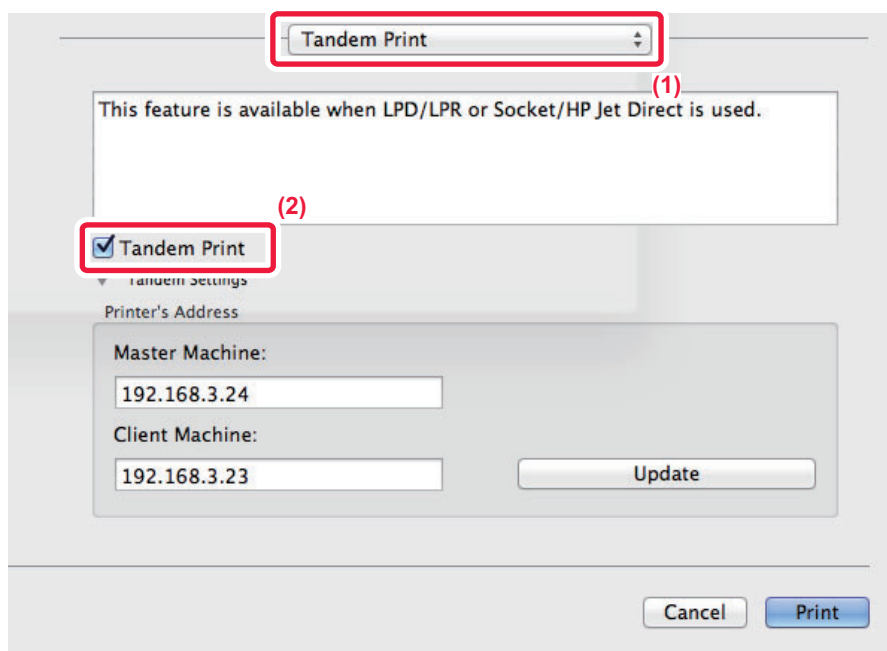 Tandem Print
(1)
This feature is available when LPD/LPR or Socket/HP Jet Direct is used.
(2)
Tandem Print
Tandem Settings
Printer's Address
Master Machine:
192.168.3.24
Client Machine:
192.168.3.23
Update
Cancel
Print